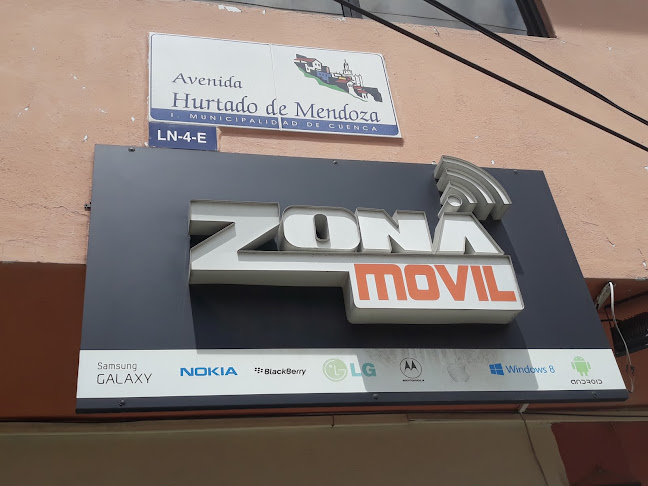 Avenida
Hurtado de Mendoza
I. MUNICIPALIDAD DE CUENCA
LN-4-E
ZONA
MOVIL
Samsung
GALAXY
NOKIA
BlackBerry
LG
MOTOROLA
Windows 8
ANDROID